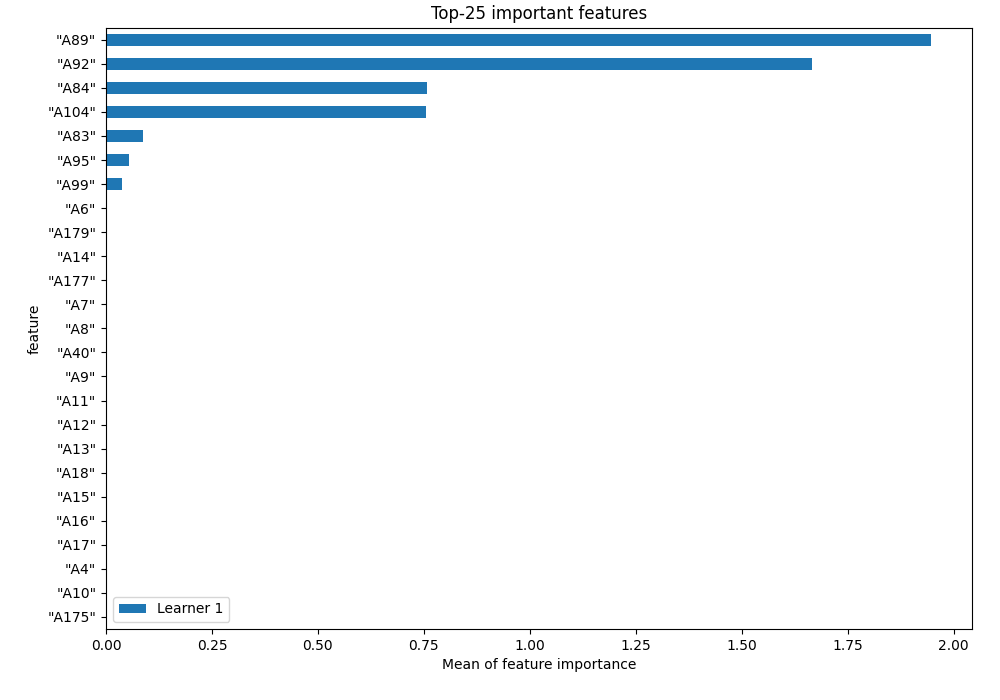 Top-25 important features
"A89"
"A92"
"A84"
"A104"
"A83"
"A95"
"A99"
"A6"
"A179"
"A14"
"A177"
"A7"
"A8"
"A40"
"A9"
"A11"
"A12"
"A13"
"A18"
"A15"
"A16"
"A17"
"A4"
"A10"
"A175"
feature
Learner 1
0.00 0.25 0.50 0.75 1.00 1.25 1.50 1.75 2.00
Mean of feature importance